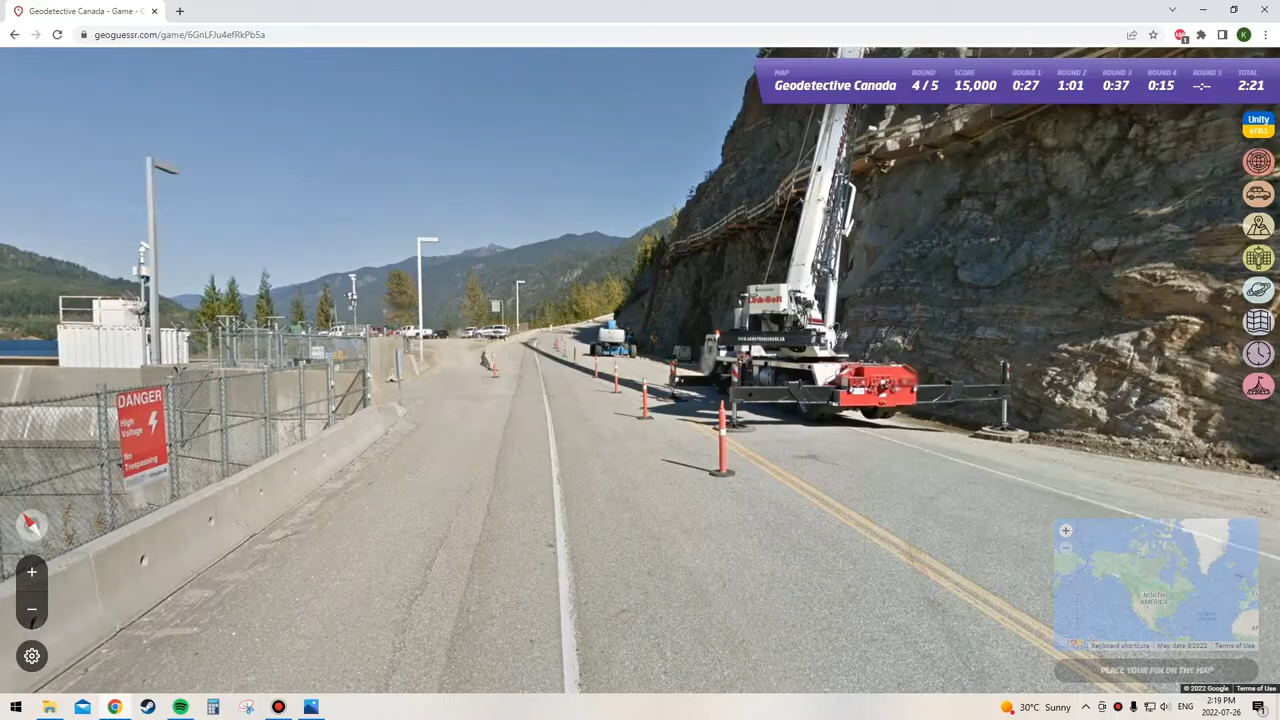 Geodetective Canada - Game - G
geoguessr.com/game/6GnLFJu4efRkPb5a
K
MAP
Geodetective Canada
ROUND
4 / 5
SCORE
15,000
ROUND 1
0:27
ROUND 2
1:01
ROUND 3
0:37
ROUND 4
0:15
ROUND 5
--:--
TOTAL
2:21
Unity
Link-Belt
DANGER
High
Voltage
No
Trespassing
NORTH
AMERICA
Keyboard shortcuts
Map data ©2022
Terms of Use
PLACE YOUR PIN ON THE MAP
© 2022 Google
Terms of Use
30°C Sunny
ENG
2:19 PM
2022-07-26